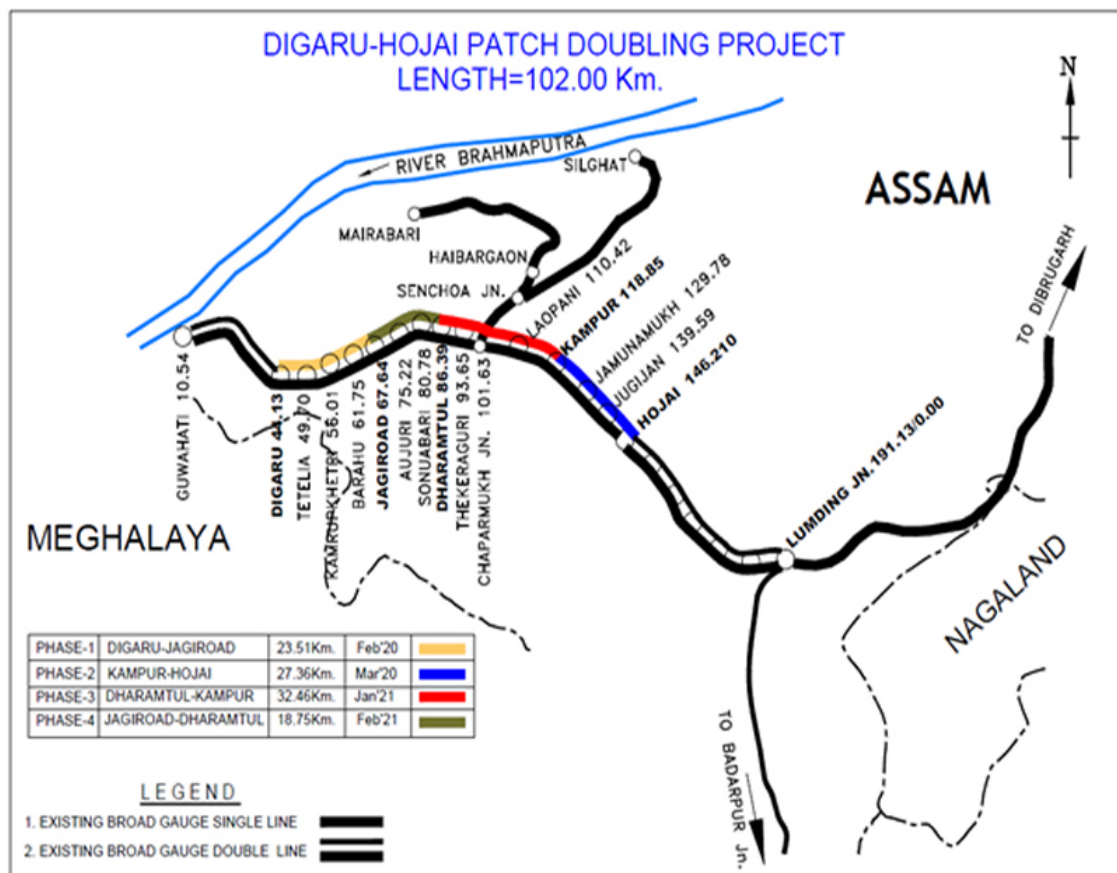 DIGARU-HOJAI PATCH DOUBLING PROJECT
LENGTH=102.00 Km.
N
RIVER BRAHMAPUTRA
SILGHAT
ASSAM
MAIRABARI
HAIBARGAON
SENCHOA JN.
LAOPANI 110.42
KAMPUR 118.85
JAMUNAMUKH 129.78
JUGIJAN 139.59
HOJAI 146.210
TO DIBRUGARH
GUWAHATI 10.54
DIGARU 44.13
TETELIA 49.70
KAMRUPKHETRI 56.01
BARAHU 61.75
JAGIROAD 67.64
AUJURI 75.22
SONUABARI 80.78
DHARAMTUL 86.39
THEKERAGURI 93.65
CHAPARMUKH JN. 101.63
LUMDING JN.191.13/0.00
MEGHALAYA
NAGALAND
PHASE-1 DIGARU-JAGIROAD 23.51Km. Feb'20
PHASE-2 KAMPUR-HOJAI 27.36Km. Mar'20
PHASE-3 DHARAMTUL-KAMPUR 32.46Km. Jan'21
PHASE-4 JAGIROAD-DHARAMTUL 18.75Km. Feb'21
TO BADARPUR Jn.
LEGEND
1. EXISTING BROAD GAUGE SINGLE LINE
2. EXISTING BROAD GAUGE DOUBLE LINE